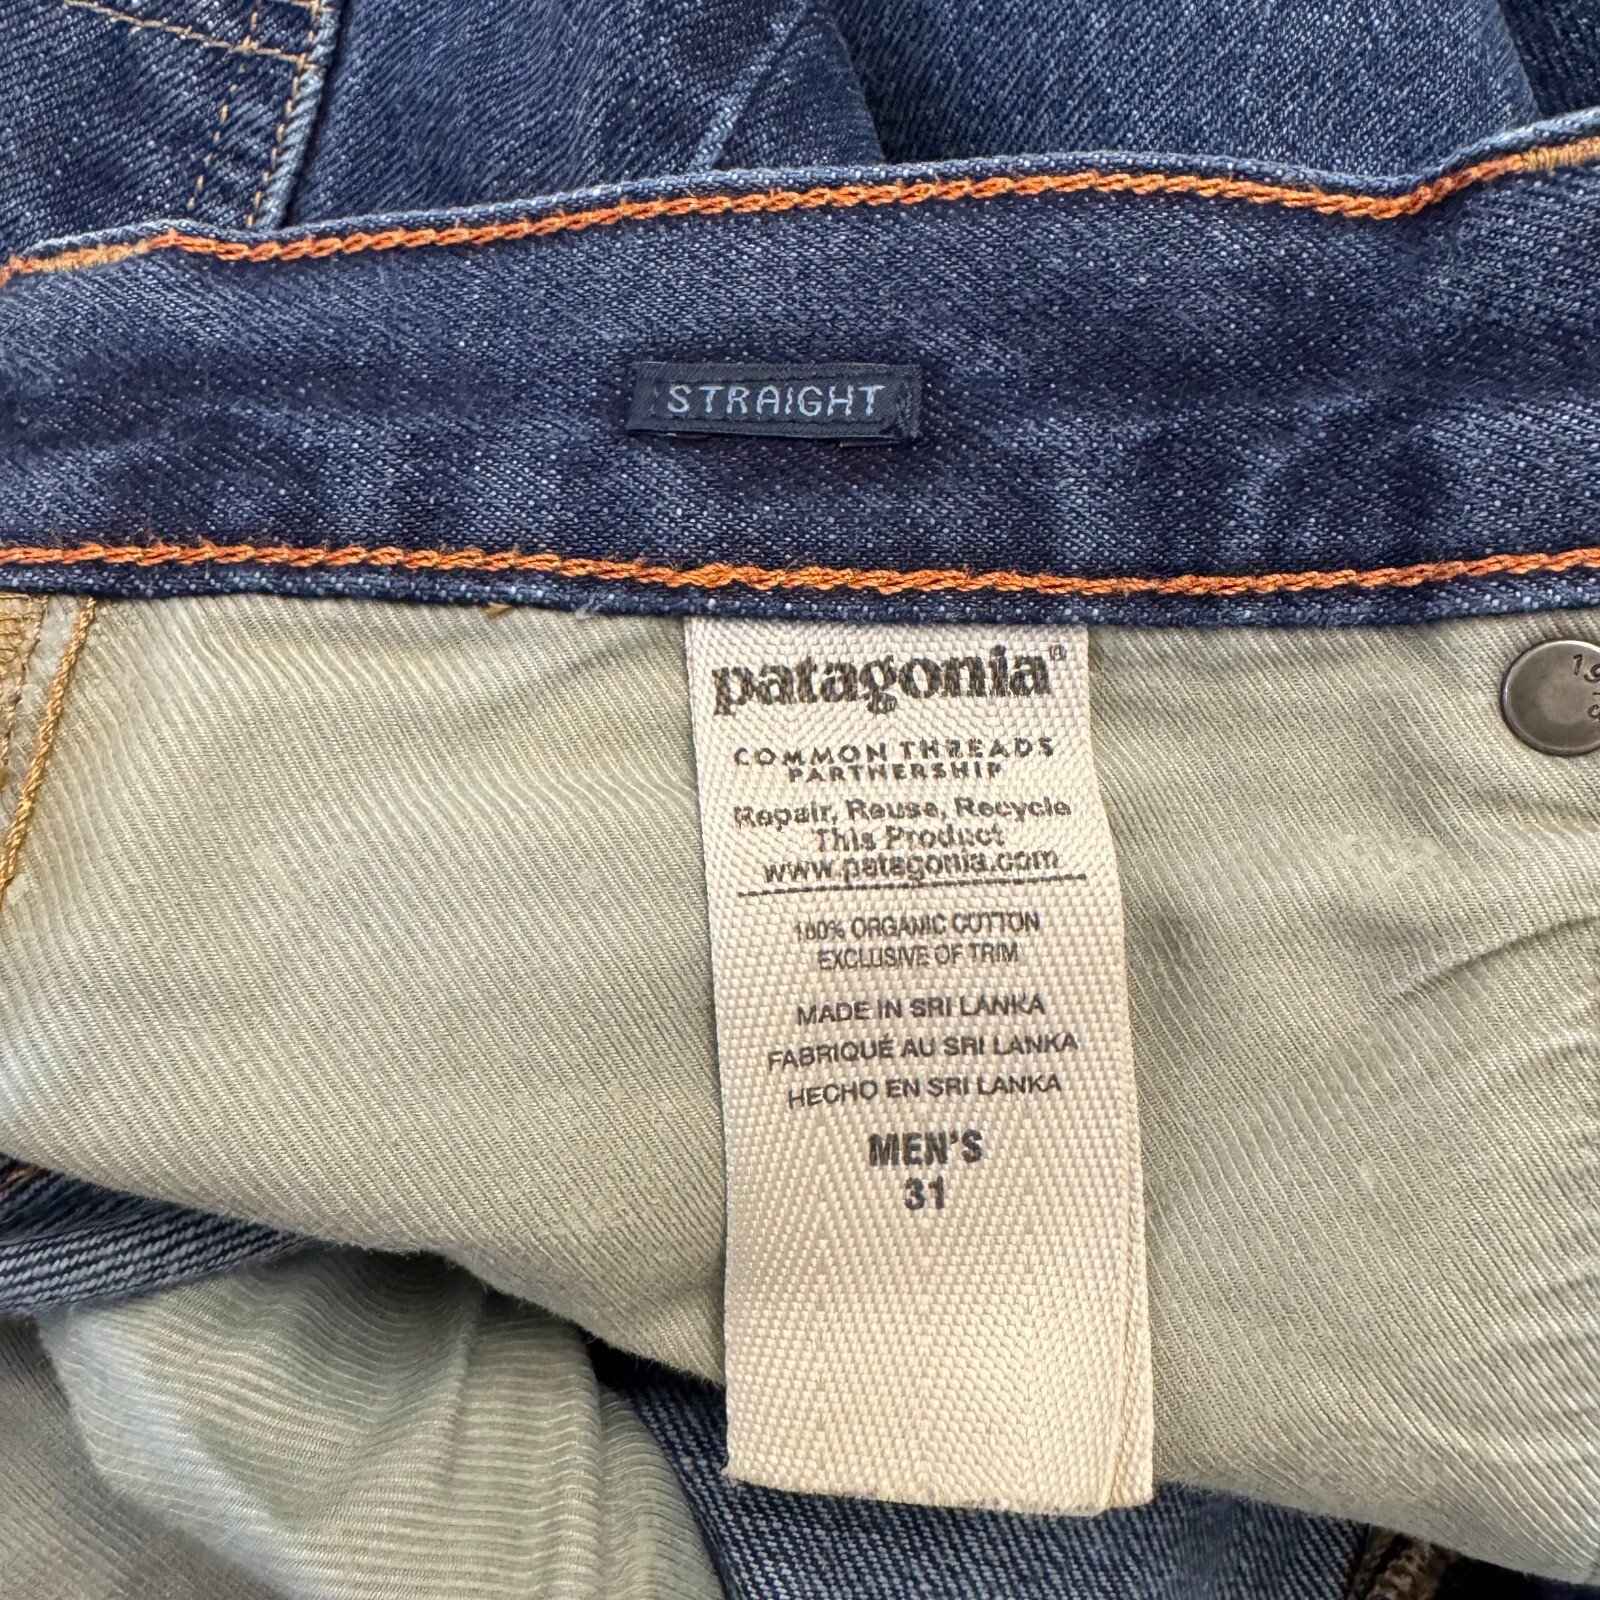 STRAIGHT
patagonia®
COMMON THREADS
PARTNERSHIP
Repair, Reuse, Recycle
This Product
www.patagonia.com
100% ORGANIC COTTON
EXCLUSIVE OF TRIM
MADE IN SRI LANKA
FABRIQUÉ AU SRI LANKA
HECHO EN SRI LANKA
MEN'S
31